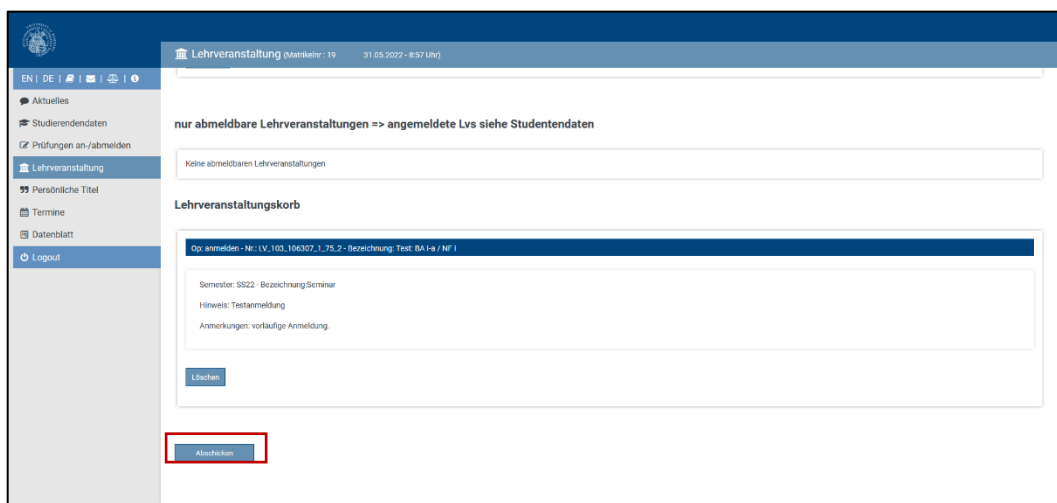 Lehrveranstaltung (Matrikelnr : 19 31.05.2022 - 8:57 Uhr)
EN | DE | | | |
Aktuelles
Studierendendaten
Prüfungen an-/abmelden
Lehrveranstaltung
Persönliche Titel
Termine
Datenblatt
Logout
nur abmeldbare Lehrveranstaltungen => angemeldete Lvs siehe Studentendaten
Keine abmeldbaren Lehrveranstaltungen
Lehrveranstaltungskorb
Op: anmelden - Nr.: LV_103_106307_1_75_2 - Bezeichnung: Test: BA I-a / NF I
Semester: SS22 - Bezeichnung:Seminar
Hinweis: Testanmeldung
Anmerkungen: vorläufige Anmeldung.
Löschen
Abschicken